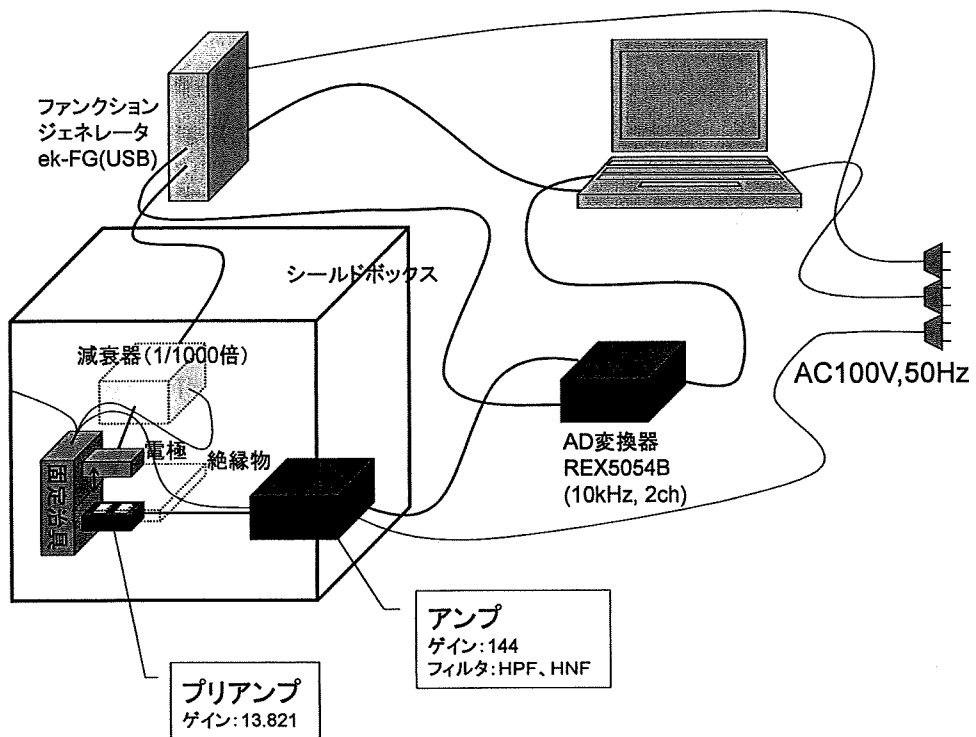 ファンクション
ジェネレータ
ek-FG(USB)
シールドボックス
減衰器(1/1000倍)
電極
絶縁物
固定治具
AD変換器
REX5054B
(10kHz, 2ch)
AC100V,50Hz
アンプ
ゲイン:144
フィルタ:HPF、HNF
プリアンプ
ゲイン:13.821